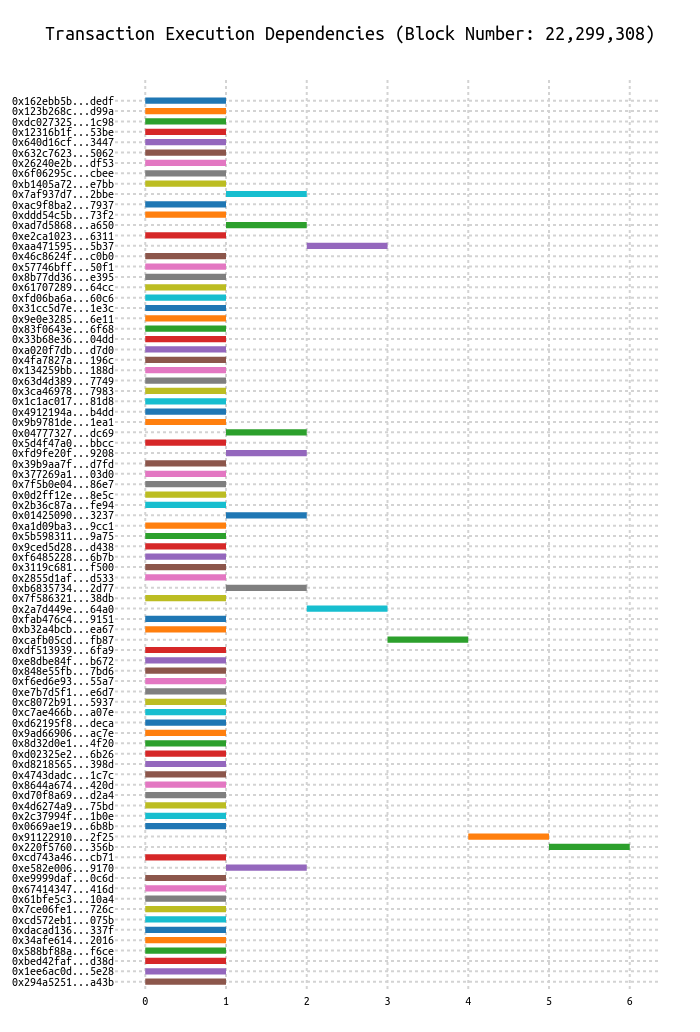 Transaction Execution Dependencies (Block Number: 22,299,308)
0x162ebb5b...dedf
0x123b268c...d99a
0xdc027325...1c98
0x12316b1f...53be
0x640d16cf...3447
0x632c7623...5062
0x26240e2b...df53
0x6f06295c...cbee
0xb1405a72...e7bb
0x7af937d7...2bbe
0xac9f8ba2...7937
0xddd54c5b...73f2
0xad7d5868...a650
0xe2ca1023...6311
0xaa471595...5b37
0x46c8624f...c0b0
0x57746bff...50f1
0x8b77dd36...e395
0x61707289...64cc
0xfd06ba6a...60c6
0x31cc5d7e...1e3c
0x9e0e3285...6e11
0x83f0643e...6f68
0x33b68e36...04dd
0xa020f7db...d7d0
0x4fa7827a...196c
0x134259bb...188d
0x63d4d389...7749
0x3ca46978...7983
0x1c1ac017...81d8
0x4912194a...b4dd
0x9b9781de...1ea1
0x04777327...dc69
0x5d4f47a0...bbcc
0xfd9fe20f...9208
0x39b9aa7f...d7fd
0x377269a1...03d0
0x7f5b0e04...86e7
0x0d2ff12e...8e5c
0x2b36c87a...fe94
0x01425090...3237
0xa1d09ba3...9cc1
0x5b598311...9a75
0x9ced5d28...d438
0xf6485228...6b7b
0x3119c681...f500
0x2855d1af...d533
0xb6835734...2d77
0x7f586321...38db
0x2a7d449e...64a0
0xfab476c4...9151
0xb32a4bcb...ea67
0xcafb05cd...fb87
0xdf513939...6fa9
0xe8dbe84f...b672
0x848e55fb...7bd6
0xf6ed6e93...55a7
0xe7b7d5f1...e6d7
0xc8072b91...5937
0xc7ae466b...a07e
0xd62195f8...deca
0x9ad66906...ac7e
0x8d32d0e1...4f20
0xd02325e2...6b26
0xd8218565...398d
0x4743dadc...1c7c
0x8644a674...420d
0xd70f8a69...d2a4
0x4d6274a9...75bd
0x2c37994f...1b0e
0x0669ae19...6b8b
0x91122910...2f25
0x220f5760...356b
0xcd743a46...cb71
0xe582e006...9170
0xe9999daf...0c6d
0x67414347...416d
0x61bfe5c3...10a4
0x7ce06fe1...726c
0xcd572eb1...075b
0xdacad136...337f
0x34afe614...2016
0x588bf88a...f6ce
0xbed42faf...d38d
0x1ee6ac0d...5e28
0x294a5251...a43b
0 1 2 3 4 5 6